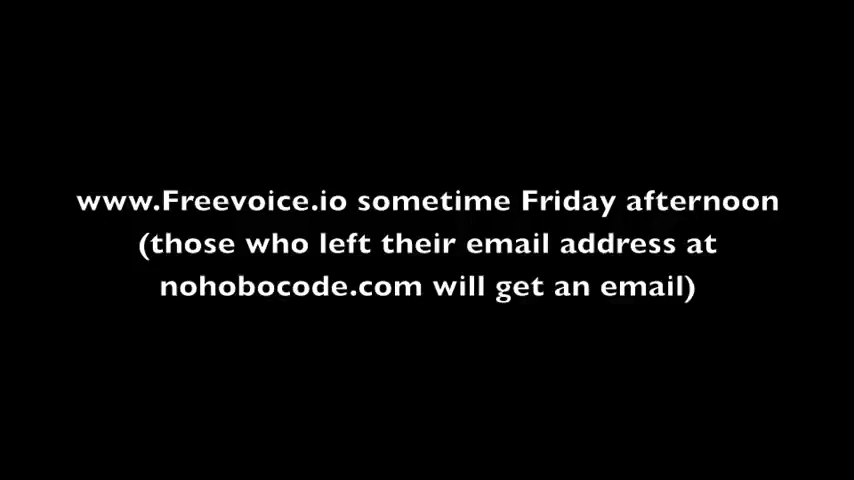 www.Freevoice.io sometime Friday afternoon
(those who left their email address at
nohobocode.com will get an email)